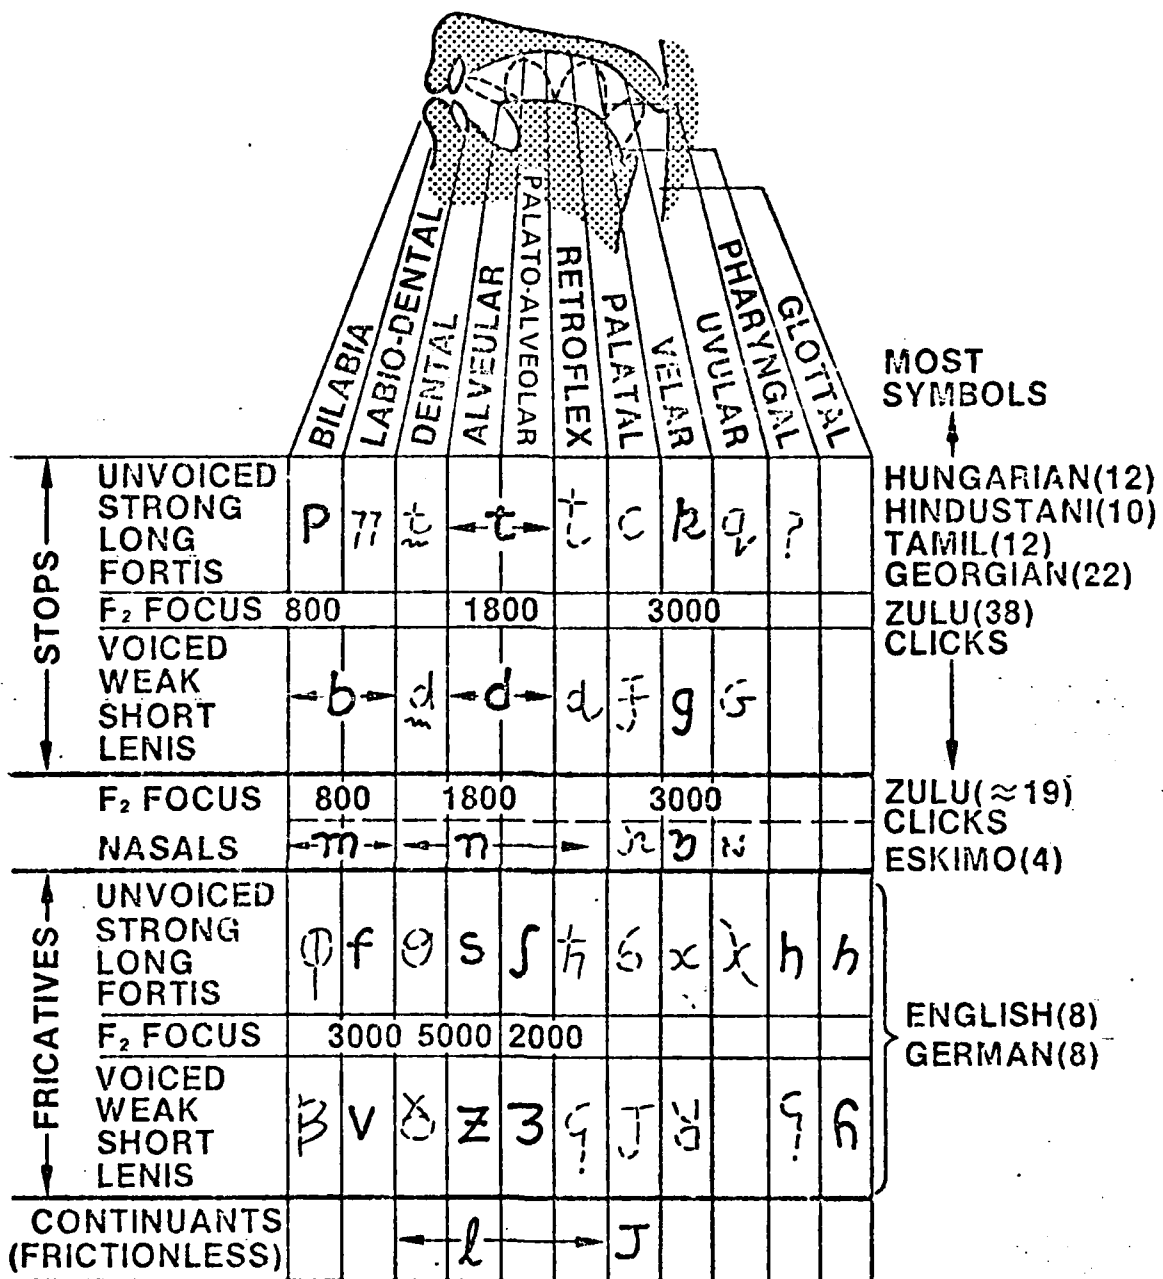 BILABIA
LABIO-DENTAL
DENTAL
ALVEULAR
PALATO-ALVEOLAR
RETROFLEX
PALATAL
VELAR
UVULAR
PHARYNGAL
GLOTTAL
MOST
SYMBOLS
STOPS
UNVOICED
STRONG
LONG
FORTIS
p t c k q ʔ
HUNGARIAN(12)
HINDUSTANI(10)
TAMIL(12)
GEORGIAN(22)
F₂ FOCUS 800 1800 3000
ZULU(38)
CLICKS
VOICED
WEAK
SHORT
LENIS
b d d d ɟ g G
F₂ FOCUS 800 1800 3000
ZULU(≈19)
CLICKS
NASALS m n
ESKIMO(4)
FRICATIVES
UNVOICED
STRONG
LONG
FORTIS
f θ s ʃ x χ h h
F₂ FOCUS 3000 5000 2000
ENGLISH(8)
GERMAN(8)
VOICED
WEAK
SHORT
LENIS
β v z ʒ J ɦ
CONTINUANTS
(FRICTIONLESS)
l J